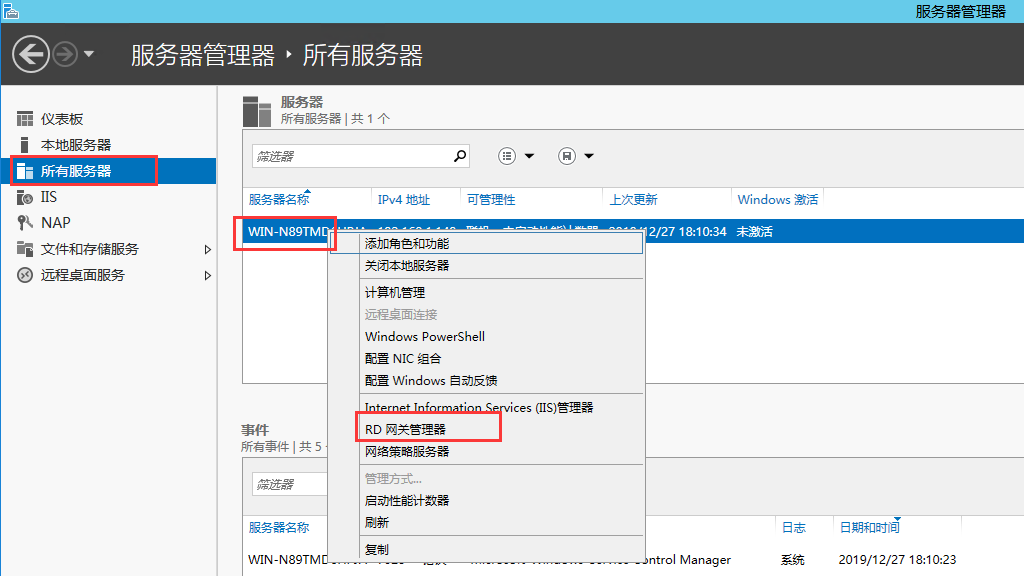 服务器管理器
服务器管理器 · 所有服务器
仪表板
本地服务器
所有服务器
IIS
NAP
文件和存储服务
远程桌面服务
服务器
所有服务器 | 共 1 个
筛选器
服务器名称 IPv4 地址 可管理性 上次更新 Windows 激活
WIN-N89TMD 18:10:34 未激活
添加角色和功能
关闭本地服务器
计算机管理
远程桌面连接
Windows PowerShell
配置 NIC 组合
配置 Windows 自动反馈
Internet Information Services (IIS)管理器
RD 网关管理器
网络策略服务器
管理方式...
启动性能计数器
刷新
复制
事件
所有事件 | 共 5
筛选器
服务器名称 日志 日期和时间
WIN-N89TMD Control Manager 系统 2019/12/27 18:10:23